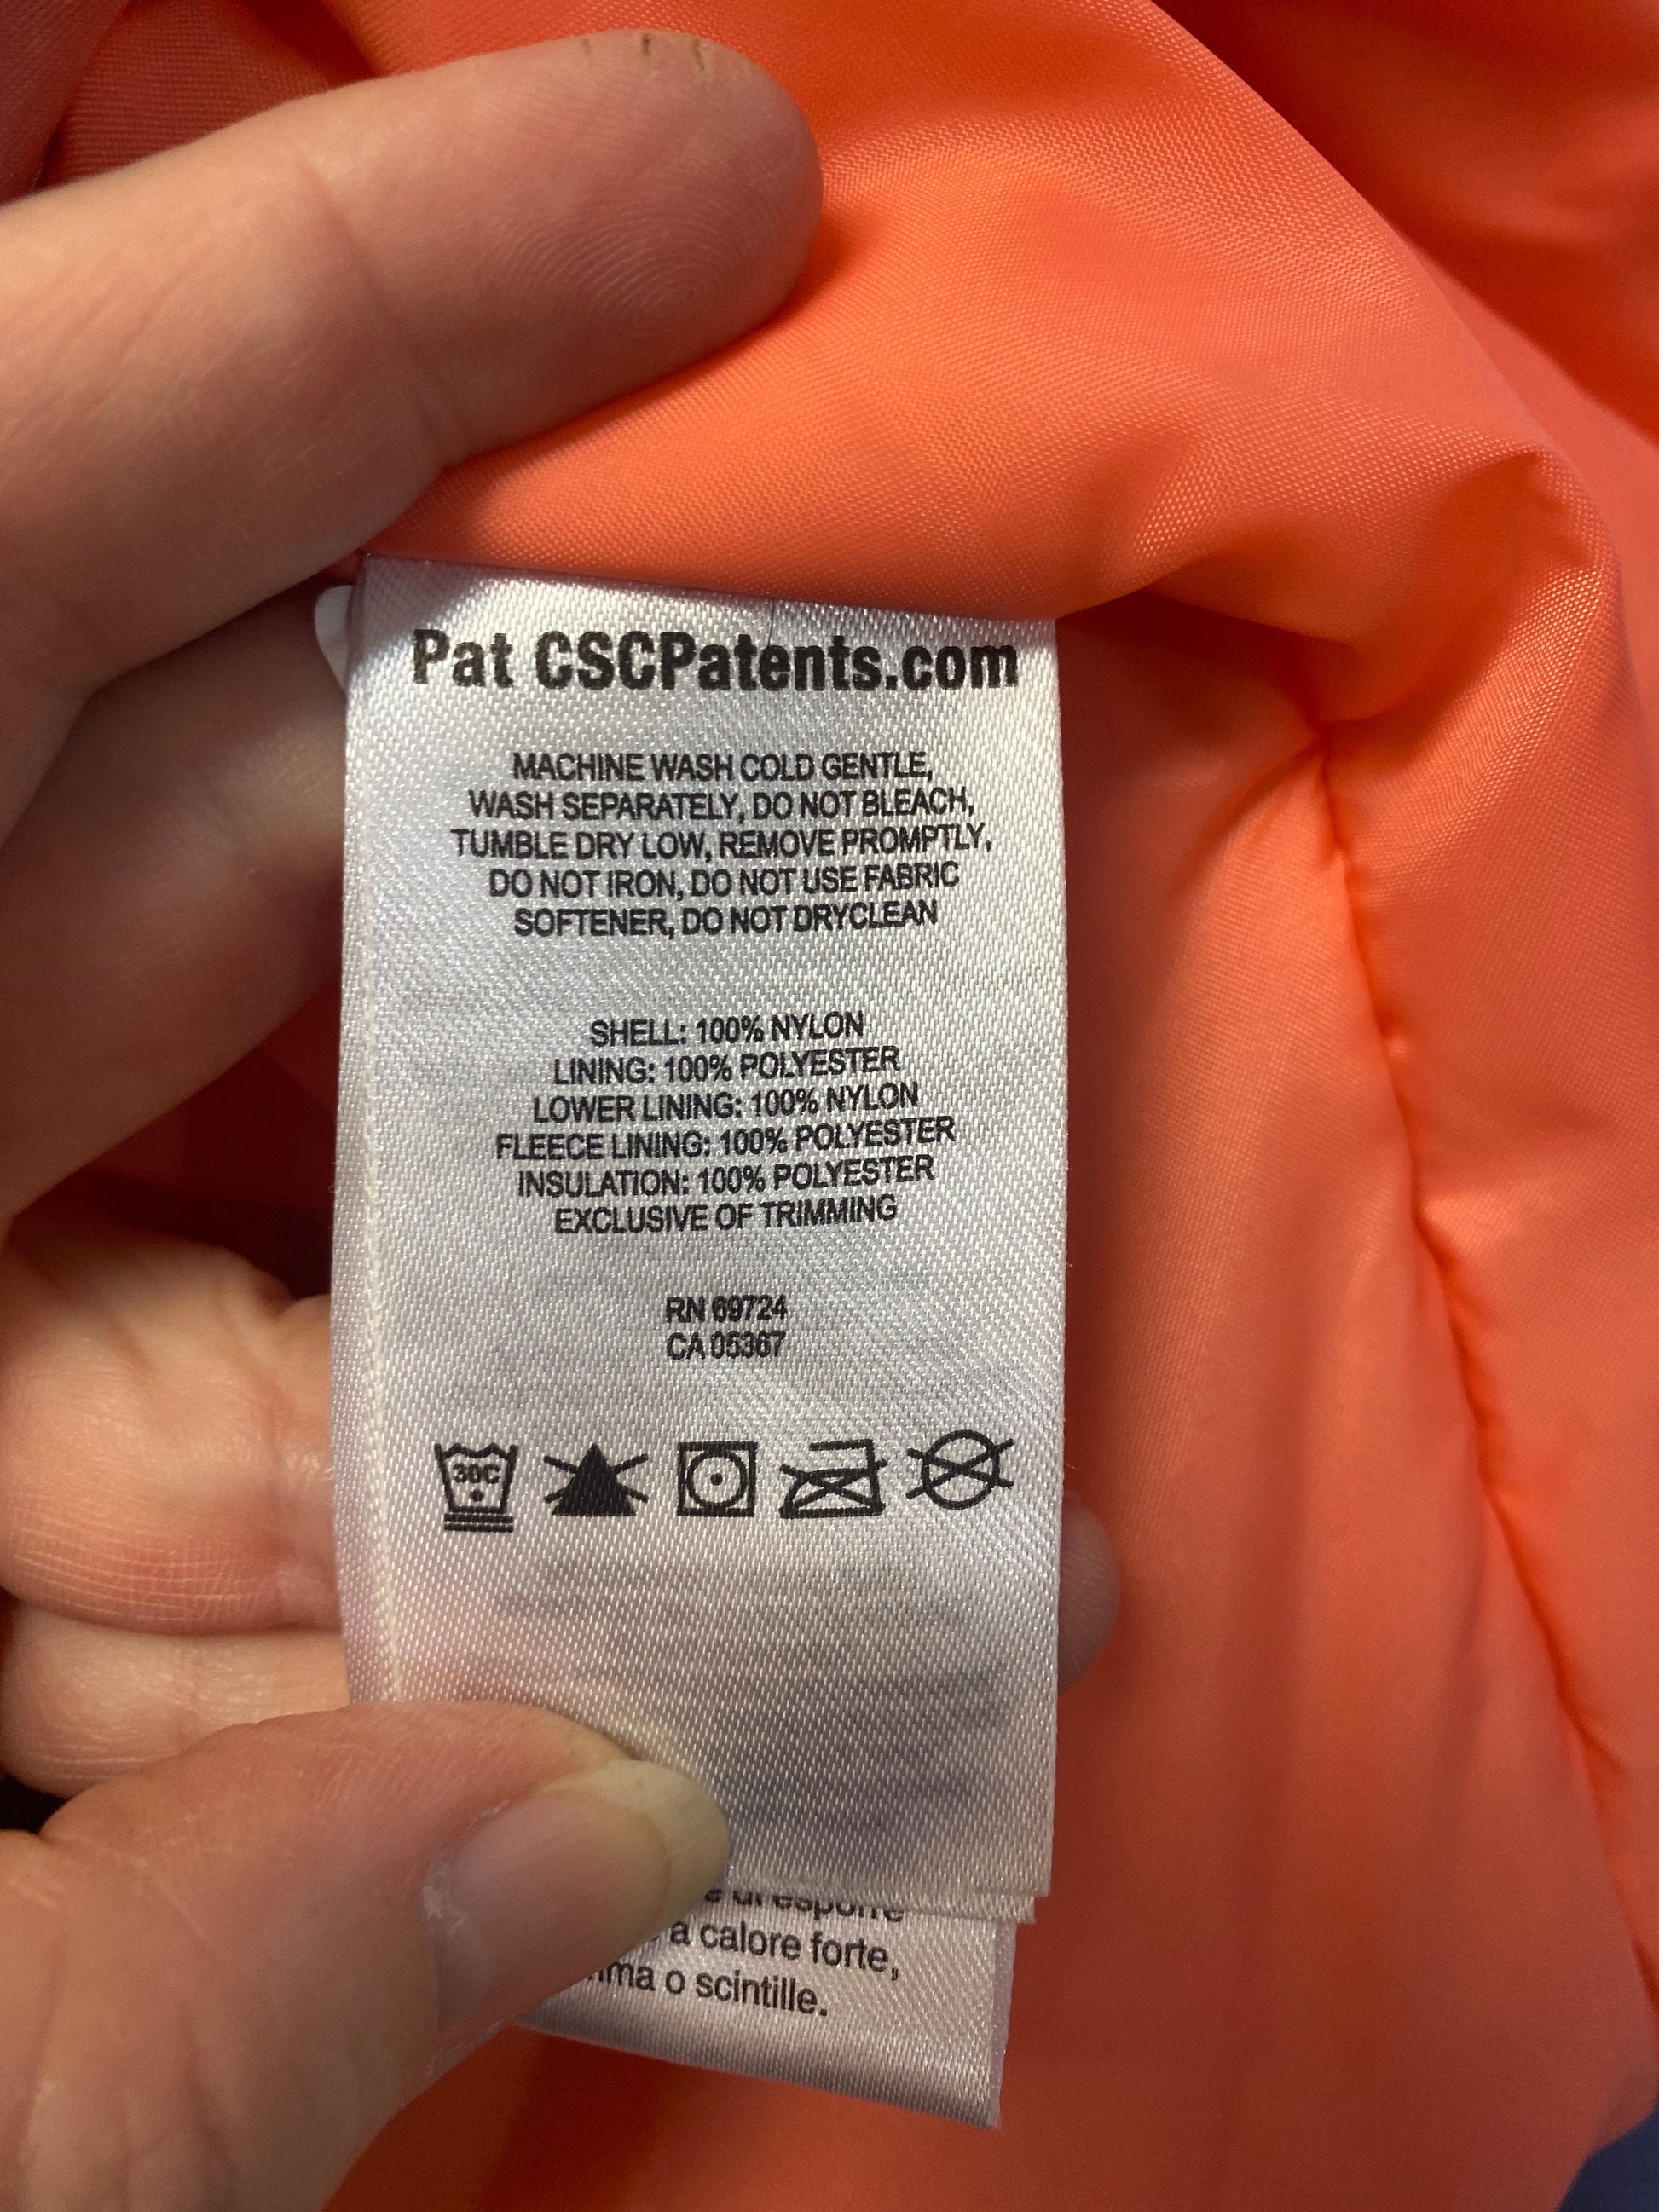 Pat CSCPatents.com
MACHINE WASH COLD GENTLE,
WASH SEPARATELY, DO NOT BLEACH,
TUMBLE DRY LOW, REMOVE PROMPTLY,
DO NOT IRON, DO NOT USE FABRIC
SOFTENER, DO NOT DRYCLEAN
SHELL: 100% NYLON
LINING: 100% POLYESTER
LOWER LINING: 100% NYLON
FLEECE LINING: 100% POLYESTER
INSULATION: 100% POLYESTER
EXCLUSIVE OF TRIMMING
RN 69724
CA 05367
30C
a calore forte,
o scintille.